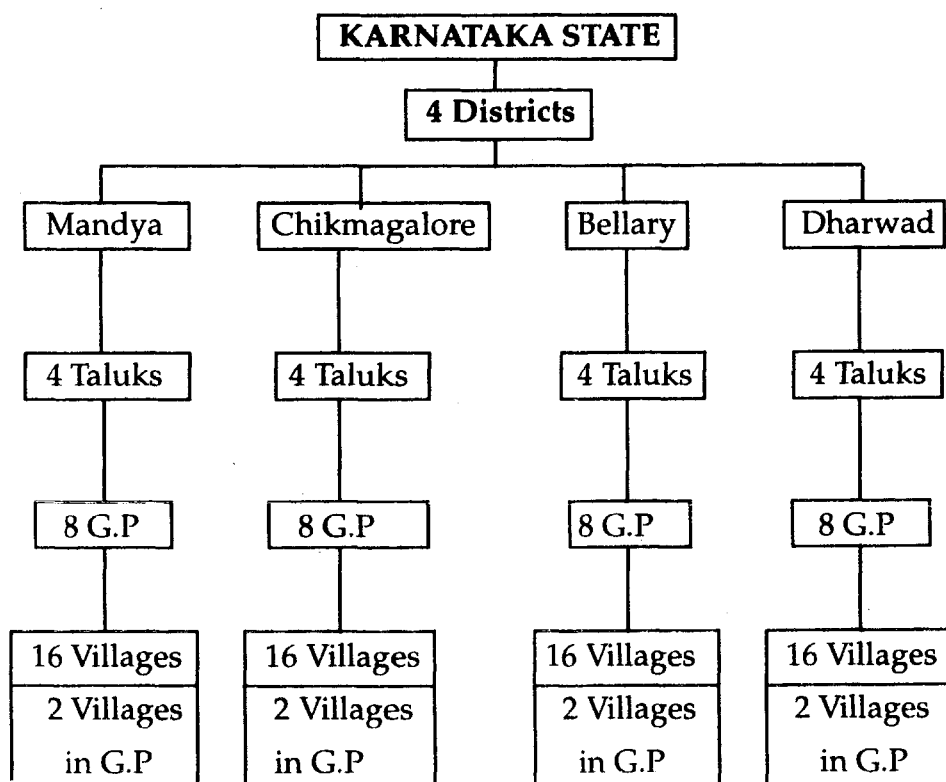 KARNATAKA STATE
4 Districts
Mandya
Chikmagalore
Bellary
Dharwad
4 Taluks
4 Taluks
4 Taluks
4 Taluks
8 G.P
8 G.P
8 G.P
8 G.P
16 Villages
16 Villages
16 Villages
16 Villages
2 Villages
2 Villages
2 Villages
2 Villages
in G.P
in G.P
in G.P
in G.P